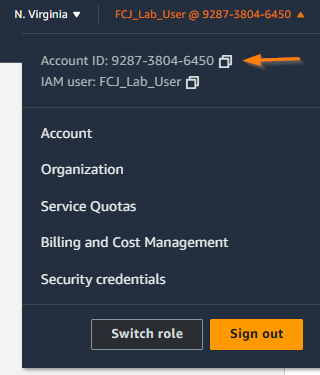 N. Virginia ▼ FCJ_Lab_User @ 9287-3804-6450 ▲
Account ID: 9287-3804-6450
IAM user: FCJ_Lab_User
Account
Organization
Service Quotas
Billing and Cost Management
Security credentials
Switch role Sign out